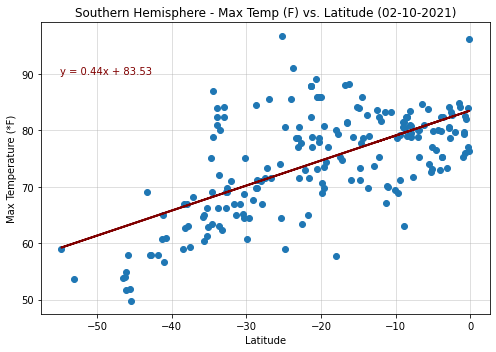 Southern Hemisphere - Max Temp (F) vs. Latitude (02-10-2021)
y = 0.44x + 83.53
Max Temperature (*F)
90
80
70
60
50
−50
−40
−30
−20
−10
0
Latitude